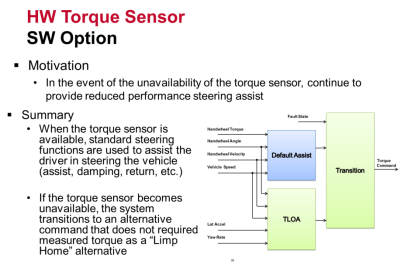 HW Torque Sensor
SW Option
Motivation
In the event of the unavailability of the torque sensor, continue to
provide reduced performance steering assist
Summary
When the torque sensor is
available, standard steering
functions are used to assist the
driver in steering the vehicle
(assist, damping, return, etc.)
If the torque sensor becomes
unavailable, the system
transitions to an alternative
command that does not required
measured torque as a “Limp
Home” alternative
Fault State
Handwheel Torque
Handwheel Angle
Handwheel Velocity
Vehicle Speed
Default Assist
Transition
Torque
Command
TLOA
Lat Accel
Yaw Rate